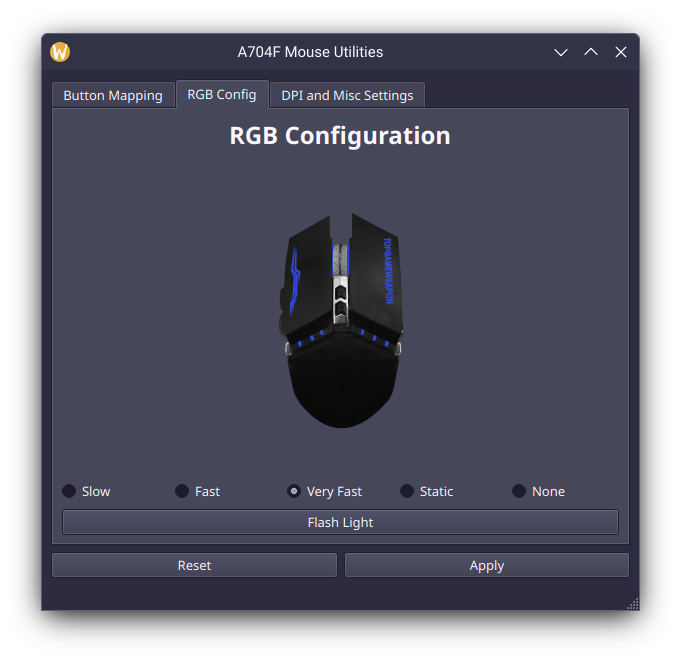 W
A704F Mouse Utilities
Button Mapping
RGB Config
DPI and Misc Settings
RGB Configuration
TOPGAMEWEAPON
Slow
Fast
Very Fast
Static
None
Flash Light
Reset
Apply